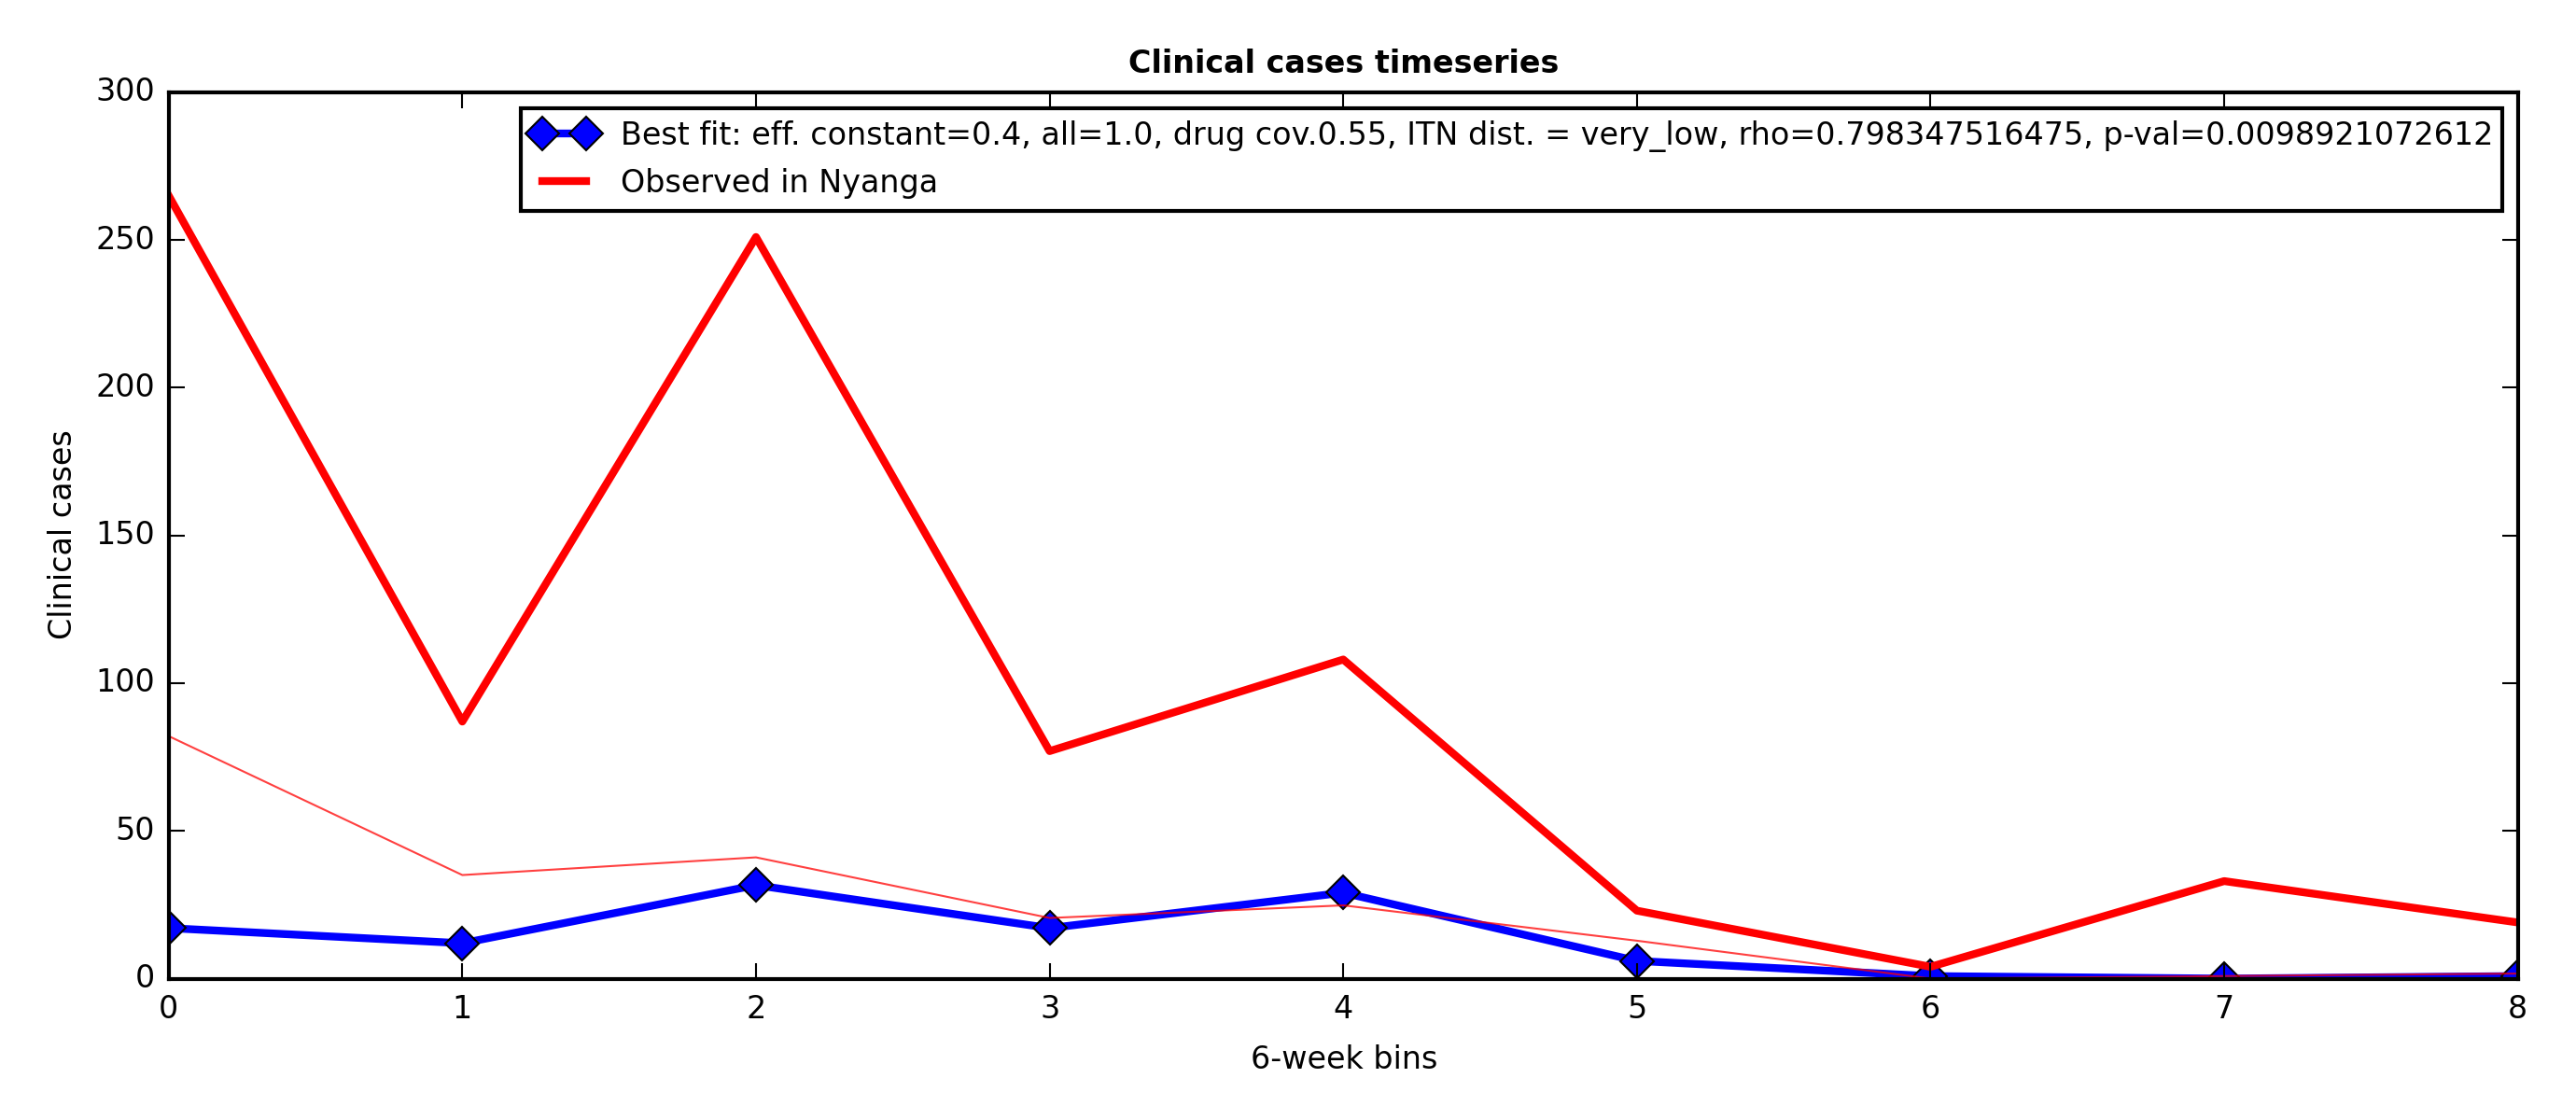 Clinical cases timeseries
300
250
200
150
100
50
0
Clinical cases
Best fit: eff. constant=0.4, all=1.0, drug cov.0.55, ITN dist. = very_low, rho=0.798347516475, p-val=0.0098921072612
Observed in Nyanga
0 1 2 3 4 5 6 7 8
6-week bins